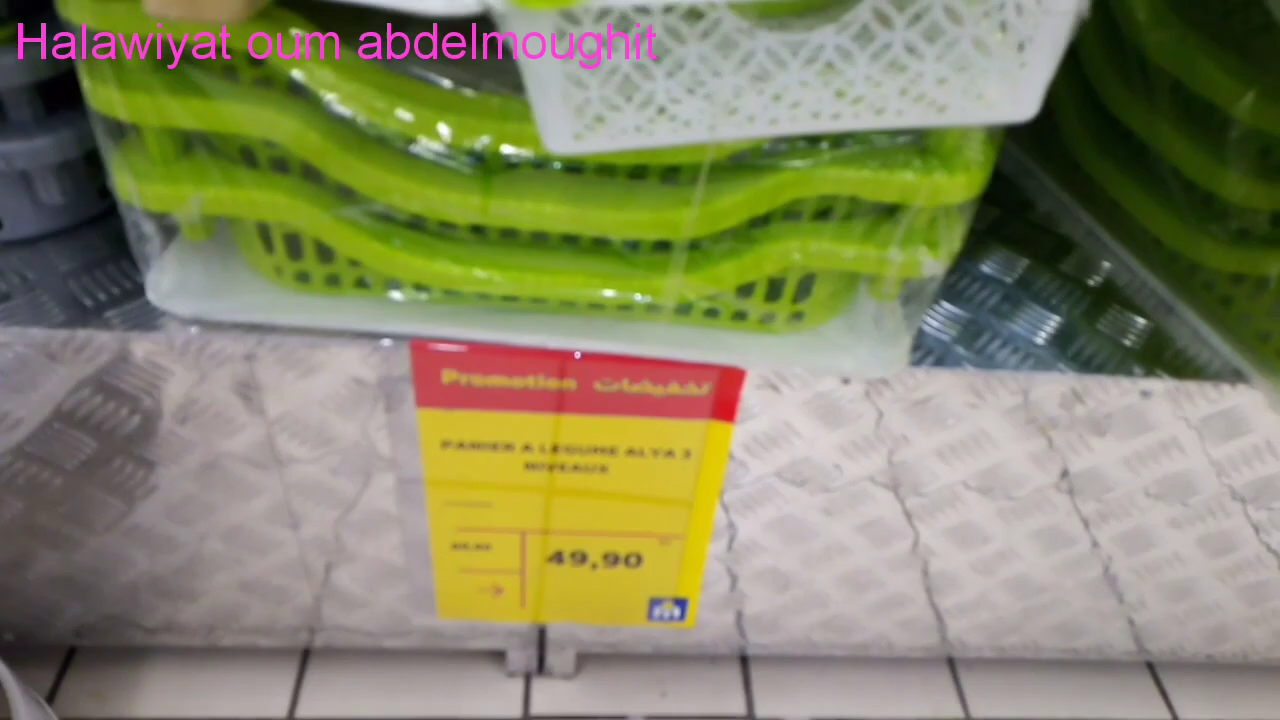 Halawiyat oum abdelmoughit
Promotion تخفيضات
PANIER A LEGUME ALYA 3
NIVEAUX
49,90
m